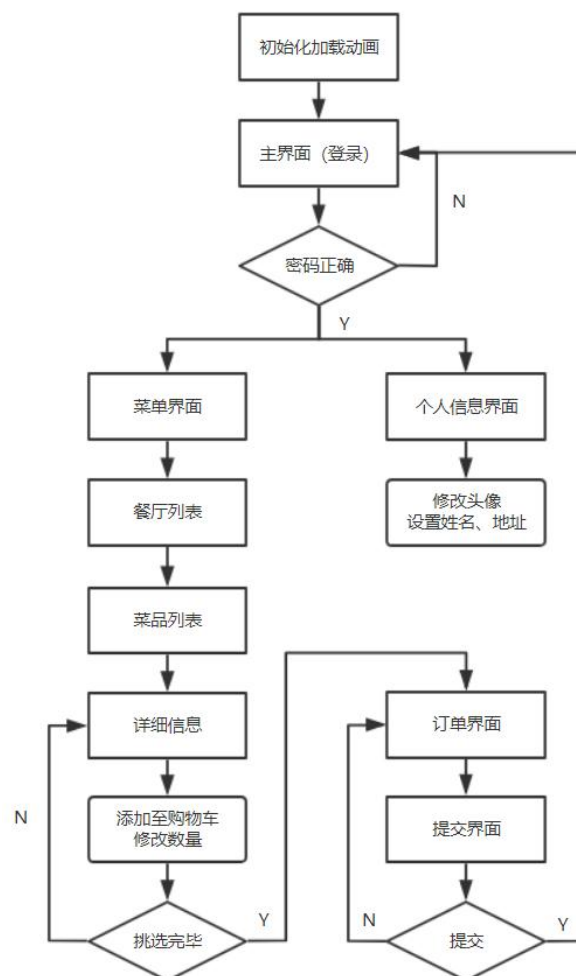 初始化加载动画
主界面（登录）
N
密码正确
Y
菜单界面
个人信息界面
餐厅列表
修改头像
设置姓名、地址
菜品列表
详细信息
订单界面
N
添加至购物车
修改数量
提交界面
挑选完毕
Y
N
提交
Y